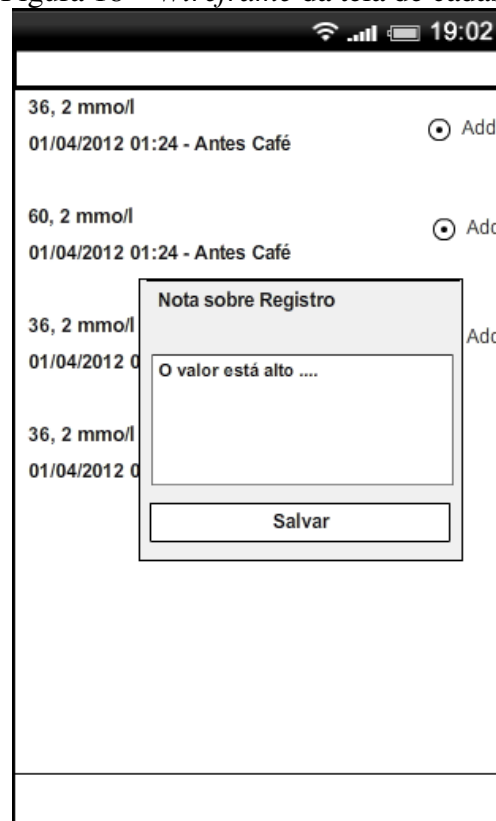 19:02
36, 2 mmo/l
Add
01/04/2012 01:24 - Antes Café
60, 2 mmo/l
01/04/2012 01:24 - Antes Café
Nota sobre Registro
36, 2 mmo/l
01/04/2012 0
O valor está alto ....
36, 2 mmo/l
01/04/2012 0
Salvar